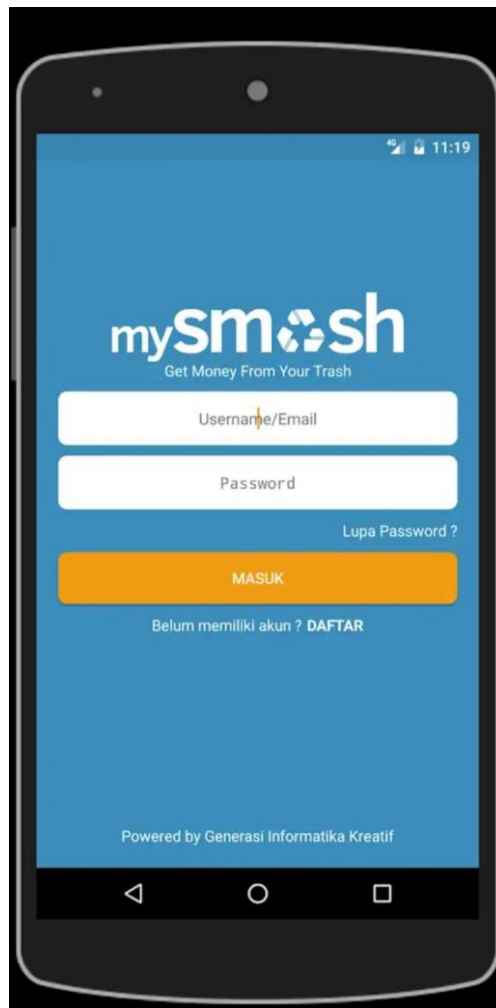 4G 11:19
mysmash
Get Money From Your Trash
Username/Email
Password
Lupa Password ?
MASUK
Belum memiliki akun ? DAFTAR
Powered by Generasi Informatika Kreatif